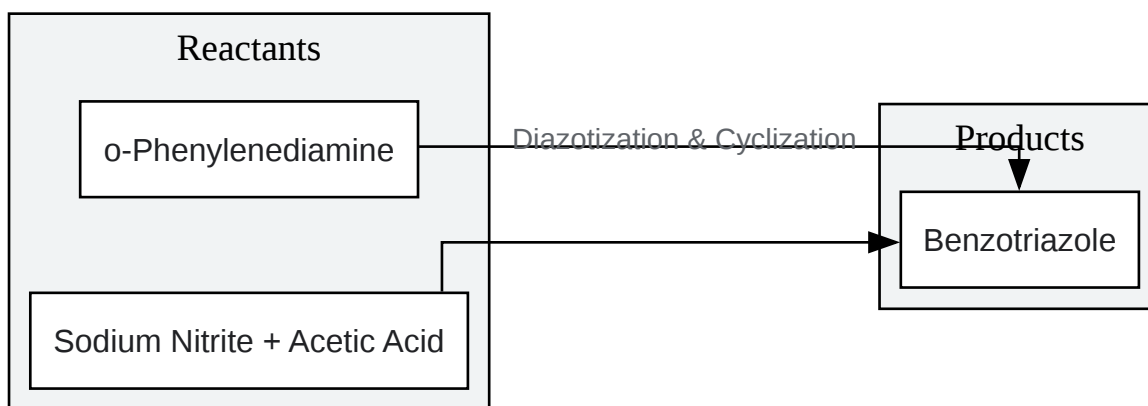 Reactants
o-Phenylenediamine
Diazotization & Cyclization
Products
Benzotriazole
Sodium Nitrite + Acetic Acid